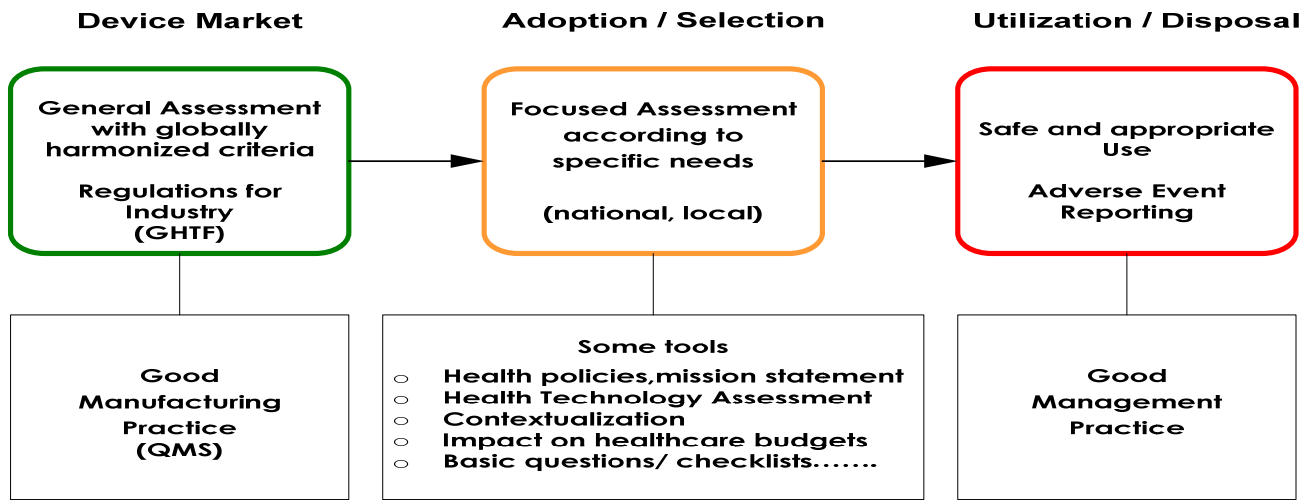 Device Market
Adoption / Selection
Utilization / Disposal
General Assessment
with globally
harmonized criteria
Regulations for
Industry
(GHTF)
Focused Assessment
according to
specific needs
(national, local)
Safe and appropriate
Use
Adverse Event
Reporting
Good
Manufacturing
Practice
(QMS)
Some tools
o Health policies,mission statement
o Health Technology Assessment
o Contextualization
o Impact on healthcare budgets
o Basic questions/ checklists…….
Good
Management
Practice